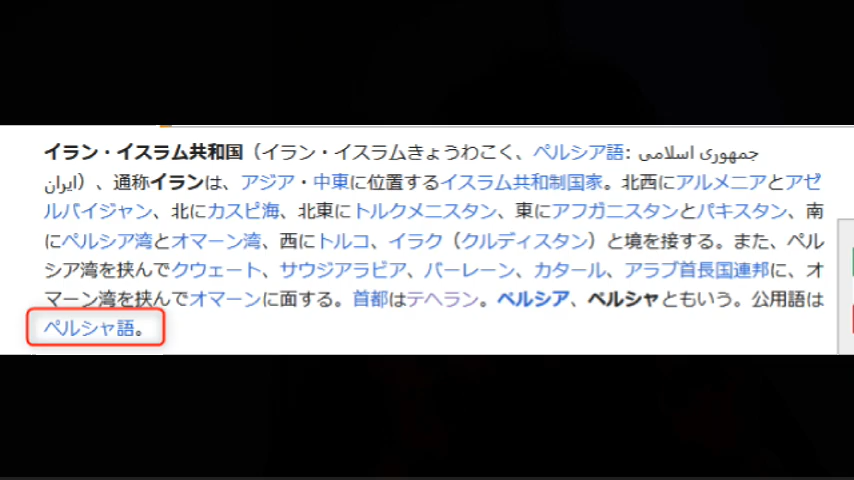 イラン・イスラム共和国（イラン・イスラムきょうわこく、ペルシア語: جمهوری اسلامی
ایران）、通称イランは、アジア・中東に位置するイスラム共和制国家。北西にアルメニアとアゼ
ルバイジャン、北にカスピ海、北東にトルクメニスタン、東にアフガニスタンとパキスタン、南
にペルシア湾とオマーン湾、西にトルコ、イラク（クルディスタン）と境を接する。また、ペル
シア湾を挟んでクウェート、サウジアラビア、バーレーン、カタール、アラブ首長国連邦に、オ
マーン湾を挟んでオマーンに面する。首都はテヘラン。ペルシア、ペルシャともいう。公用語は
ペルシャ語。